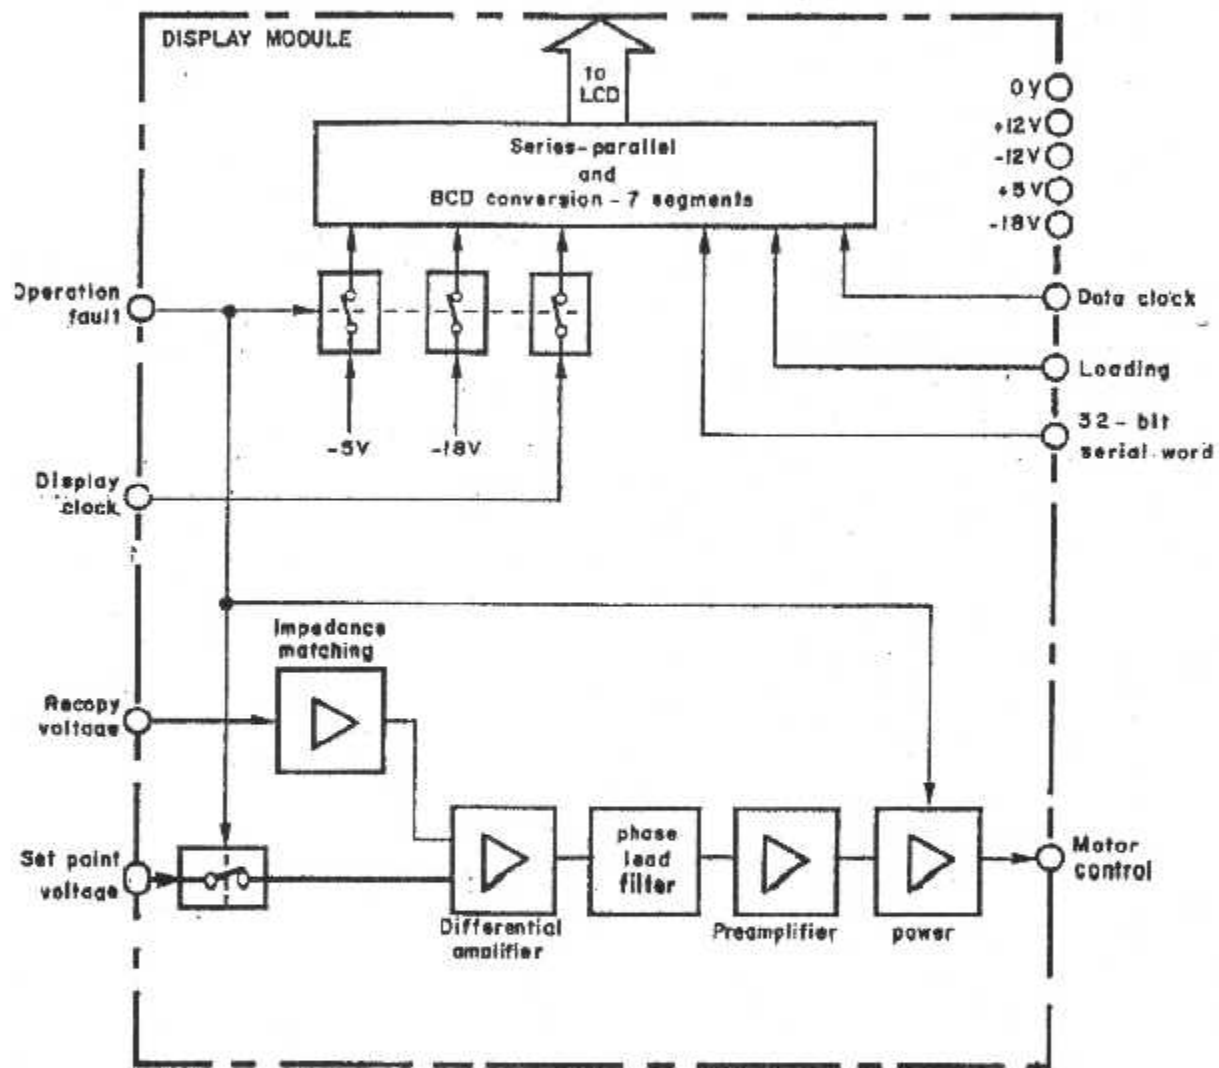 DISPLAY MODULE
to
LCD
0V
+12V
-12V
+5V
-18V
Series-parallel
and
BCD conversion - 7 segments
Operation
fault
Data clock
Loading
32-bit
serial word
-5V
-18V
Display
clock
Impedance
matching
Recopy
voltage
Set point
voltage
phase
lead
filter
Motor
control
Differential
amplifier
Preamplifier
power